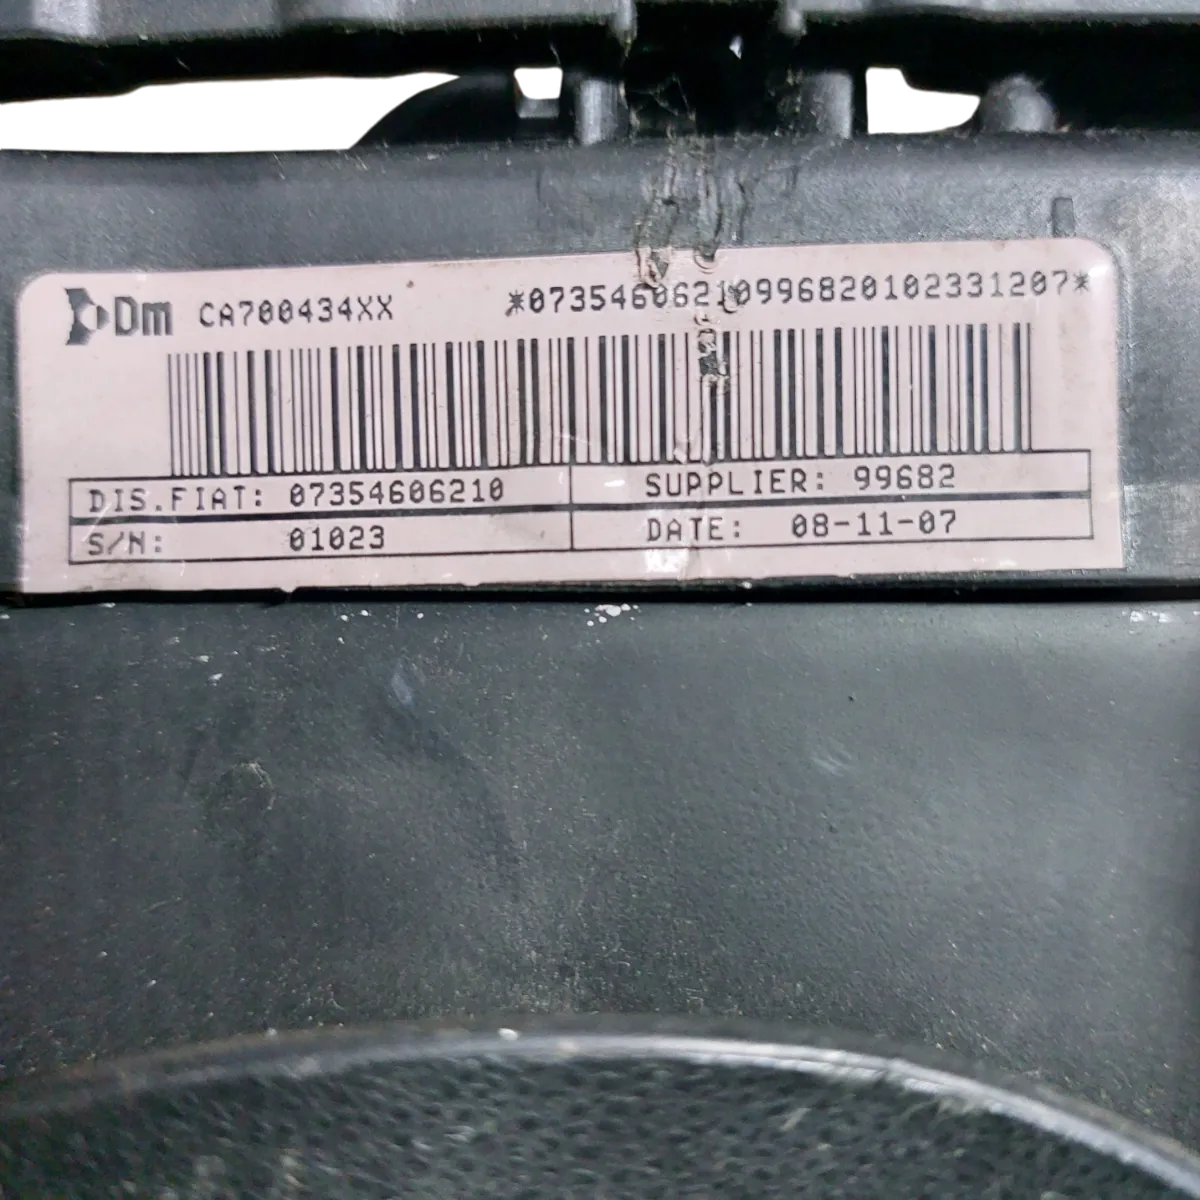 Dm CA700434XX *07354606210996820102331207*
DIS.FIAT: 07354606210 SUPPLIER: 99682
S/N: 01023 DATE: 08-11-07